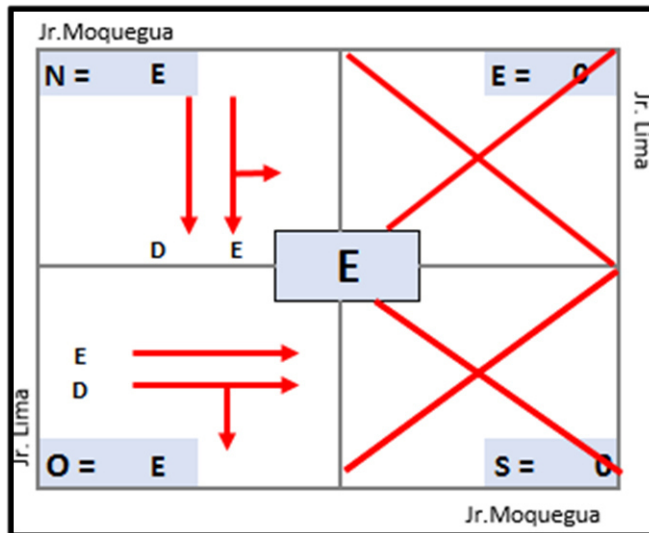 Jr.Moquegua
N = E
E = 0
Jr. Lima
D E
E
E
D
Jr. Lima
O = E
S = 0
Jr.Moquegua